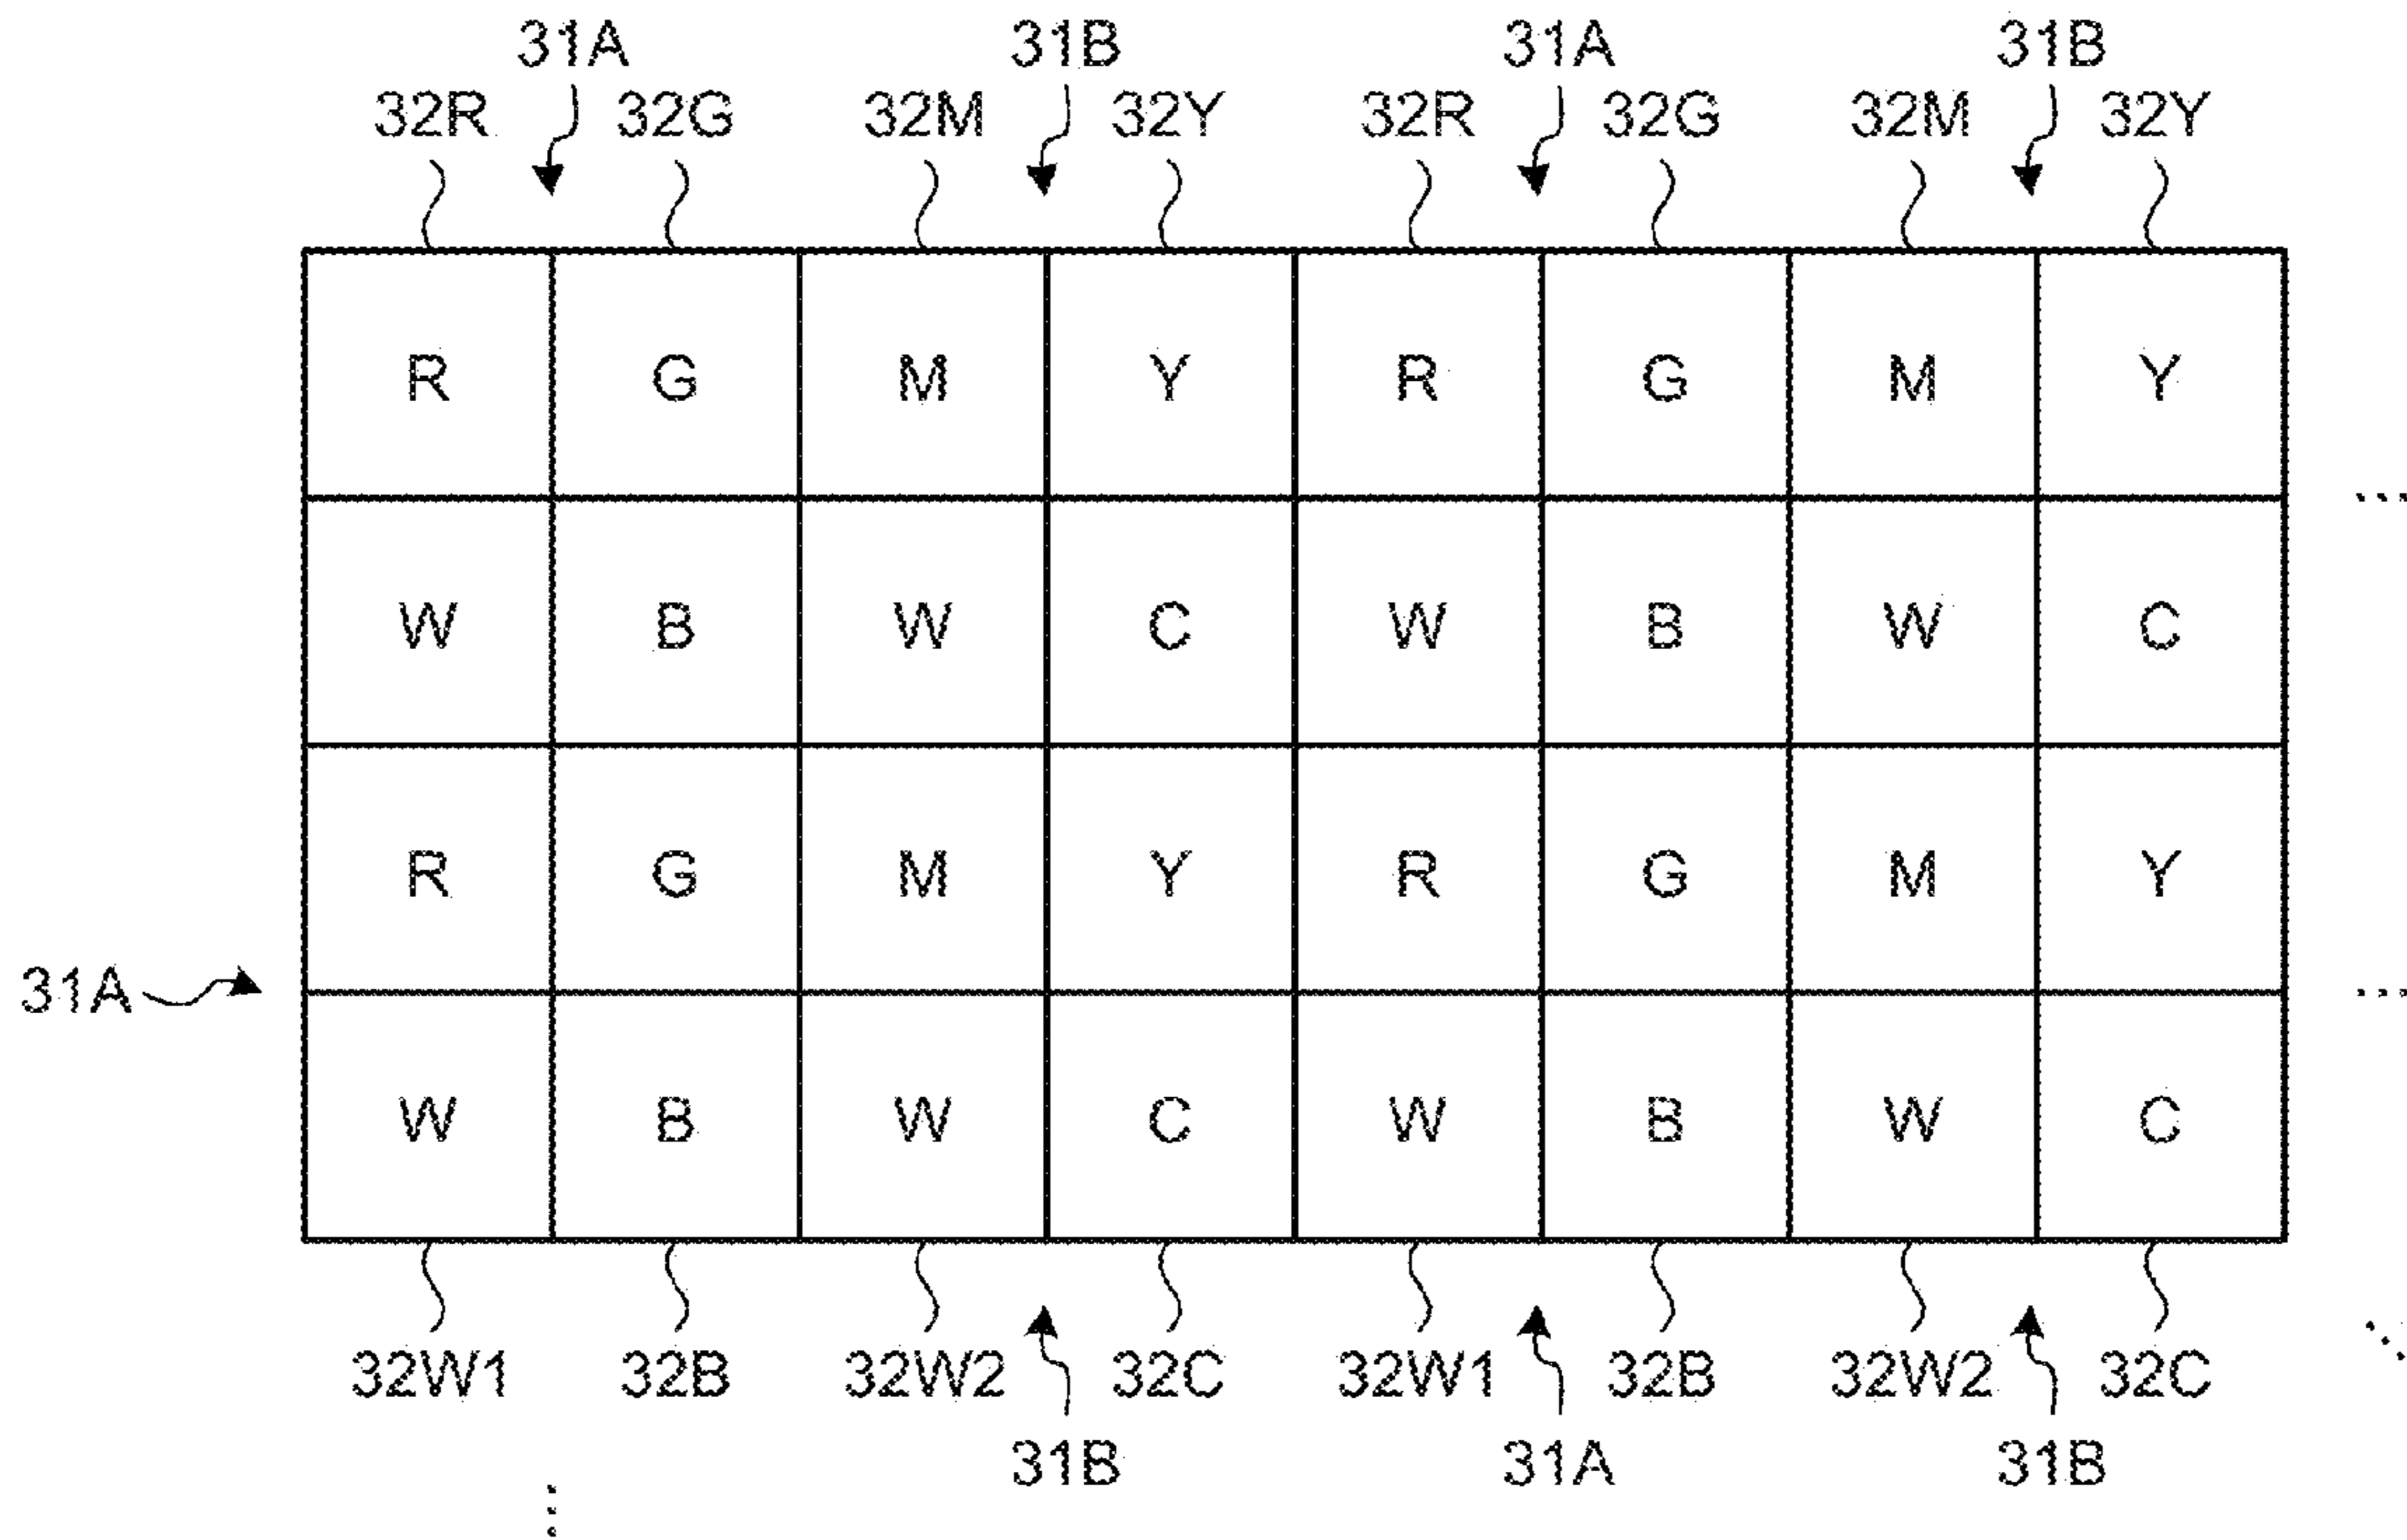 31A 31B 31A 31B
32R 32G 32M 32Y 32R 32G 32M 32Y
R G M Y R G M Y
...
W B W C W B W C
R G M Y R G M Y
31A ...
W B W C W B W C
32W1 32B 32W2 32C 32W1 32B 32W2 32C
31B 31A 31B